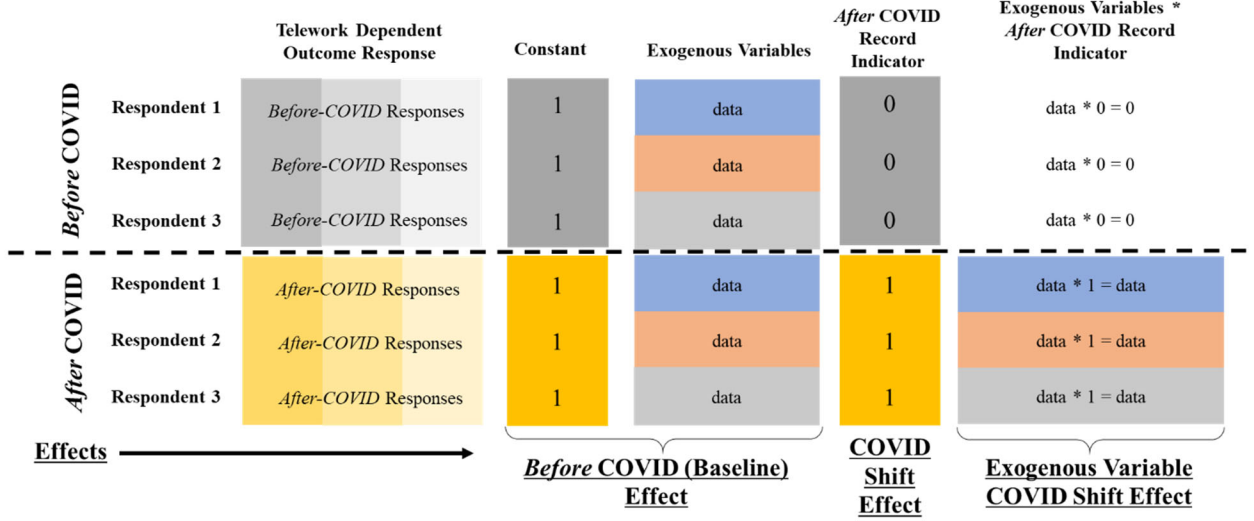 Telework Dependent
Outcome Response
Constant
Exogenous Variables
After COVID
Record
Indicator
Exogenous Variables *
After COVID Record
Indicator
Before COVID
Respondent 1
Before-COVID Responses
1
data
0
data * 0 = 0
Respondent 2
Before-COVID Responses
1
data
0
data * 0 = 0
Respondent 3
Before-COVID Responses
1
data
0
data * 0 = 0
After COVID
Respondent 1
After-COVID Responses
1
data
1
data * 1 = data
Respondent 2
After-COVID Responses
1
data
1
data * 1 = data
Respondent 3
After-COVID Responses
1
data
1
data * 1 = data
Effects
Before COVID (Baseline)
Effect
COVID
Shift
Effect
Exogenous Variable
COVID Shift Effect